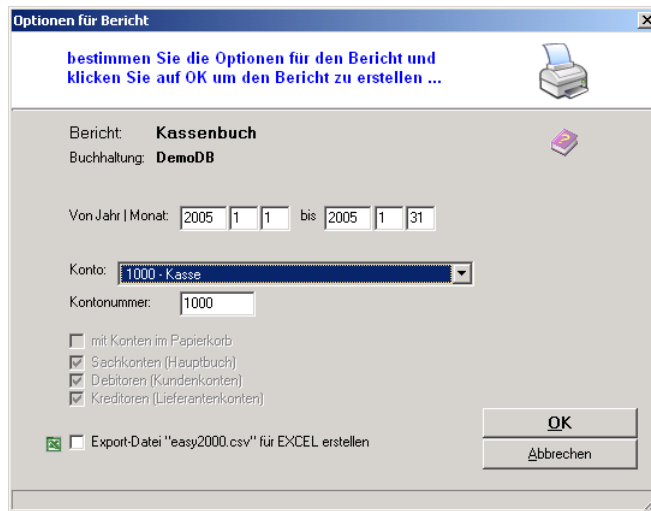 Optionen für Bericht
bestimmen Sie die Optionen für den Bericht und
klicken Sie auf OK um den Bericht zu erstellen ...
Bericht: Kassenbuch
Buchhaltung: DemoDB
Von Jahr | Monat: 2005 1 1 bis 2005 1 31
Konto: 1000 - Kasse
Kontonummer: 1000
mit Konten im Papierkorb
Sachkonten (Hauptbuch)
Debitoren (Kundenkonten)
Kreditoren (Lieferantenkonten)
Export-Datei "easy2000.csv" für EXCEL erstellen
OK
Abbrechen